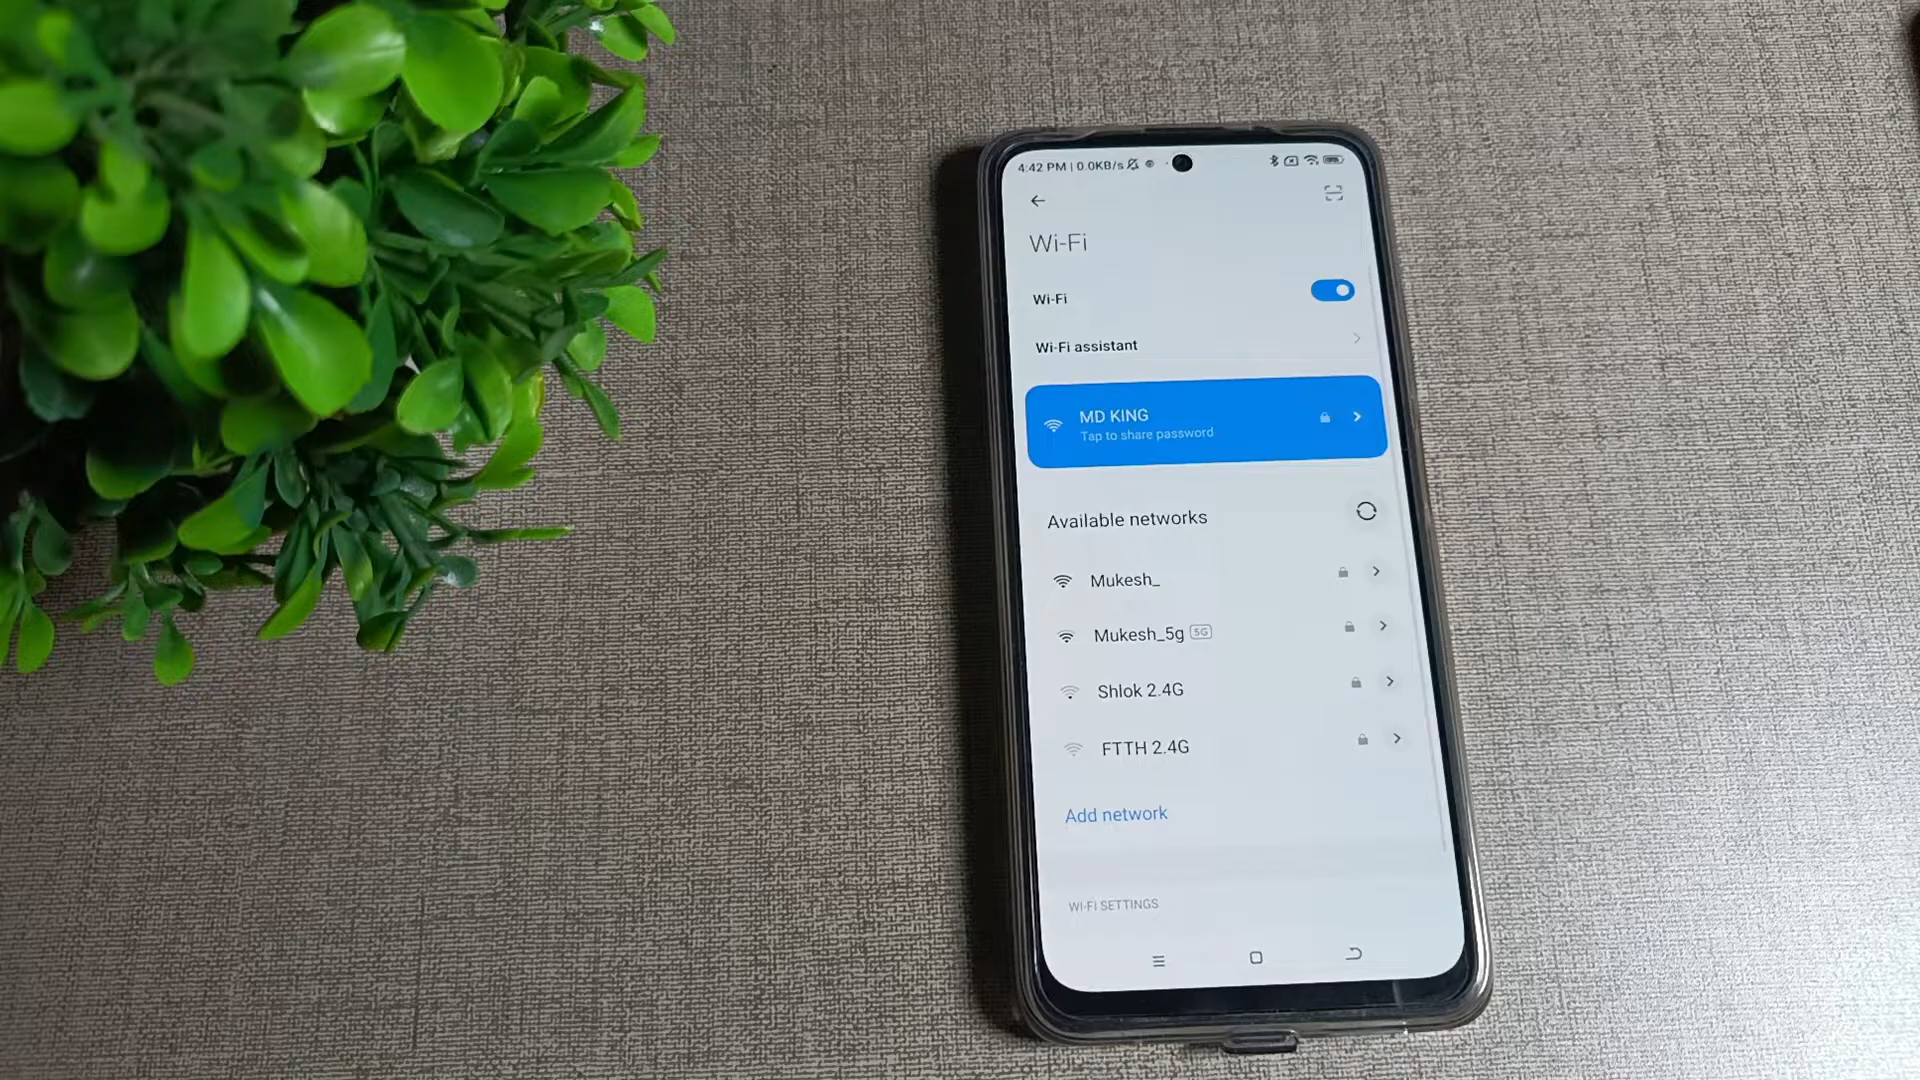 4:42 PM | 0.0KB/s
Wi-Fi
Wi-Fi
Wi-Fi assistant
MD KING
Tap to share password
Available networks
Mukesh_
Mukesh_5g 5G
Shlok 2.4G
FTTH 2.4G
Add network
WI-FI SETTINGS